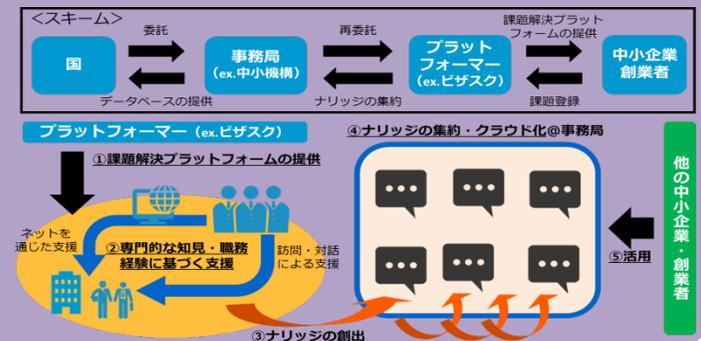 <スキーム>
委託
再委託
課題解決プラット
フォームの提供
国
事務局
(ex.中小機構)
プラット
フォーマー
(ex.ビザスク)
中小企業
創業者
データベースの提供
ナリッジの集約
課題登録
プラットフォーマー（ex.ビザスク）
④ナリッジの集約・クラウド化@事務局
①課題解決プラットフォームの提供
ネットを
通じた支援
②専門的な知見・職務
経験に基づく支援
訪問・対話
による支援
③ナリッジの創出
⑤活用
他の中小企業・創業者